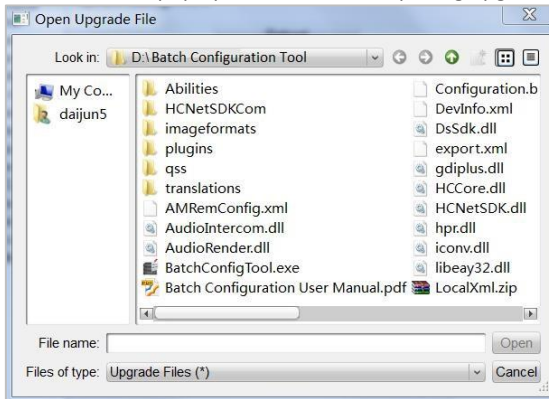 Open Upgrade File
Look in: D:\Batch Configuration Tool
My Co...
daijun5
Abilities
HCNetSDKCom
imageformats
plugins
qss
translations
AMRemConfig.xml
AudioIntercom.dll
AudioRender.dll
BatchConfigTool.exe
Batch Configuration User Manual.pdf
Configuration.b
DevInfo.xml
DsSdk.dll
export.xml
gdiplus.dll
HCCore.dll
HCNetSDK.dll
hpr.dll
iconv.dll
libeay32.dll
LocalXml.zip
File name:
Open
Files of type: Upgrade Files (*)
Cancel